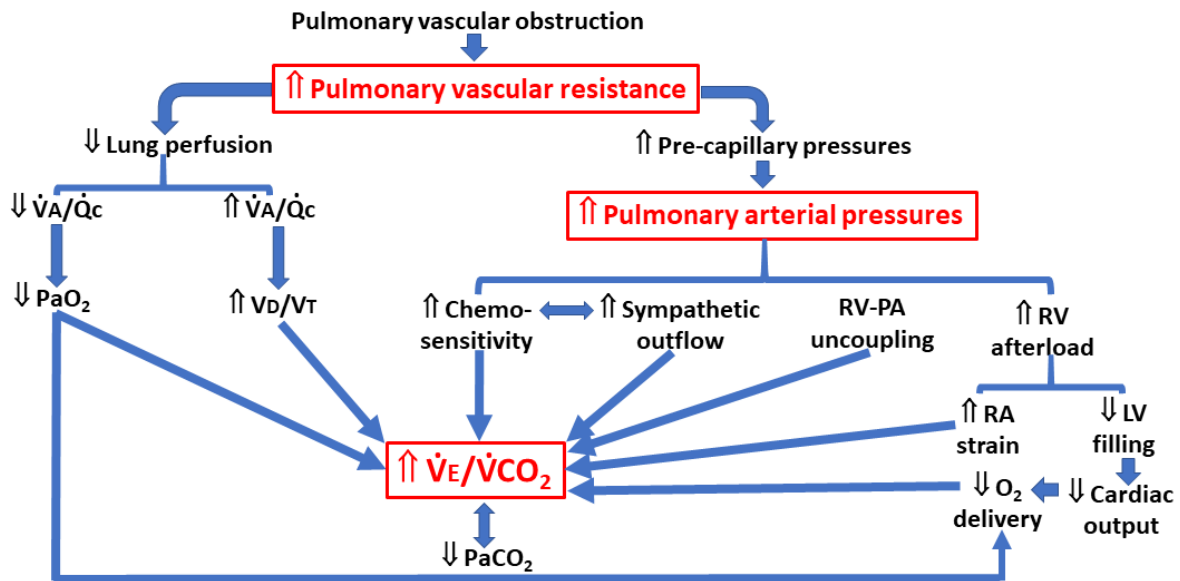 Pulmonary vascular obstruction
⇑ Pulmonary vascular resistance
⇓ Lung perfusion
⇑ Pre-capillary pressures
⇓ V̇A/Q̇c
⇑ V̇A/Q̇c
⇑ Pulmonary arterial pressures
⇓ PaO₂
⇑ VD/VT
⇑ Chemo-
sensitivity
⇑ Sympathetic
outflow
RV-PA
uncoupling
⇑ RV
afterload
⇑ RA
strain
⇓ LV
filling
⇑ V̇E/V̇CO₂
⇓ O₂
delivery
⇓ Cardiac
output
⇓ PaCO₂